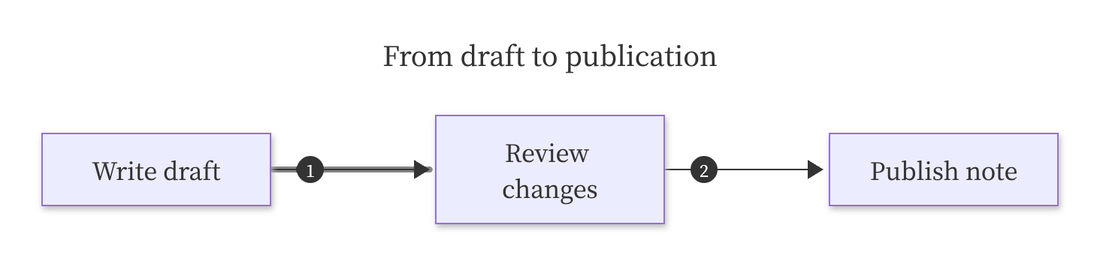 From draft to publication
Write draft
1
Review
changes
2
Publish note